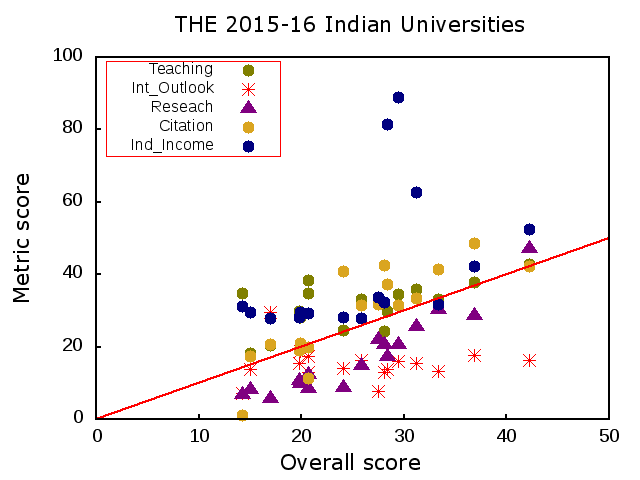 THE 2015-16 Indian Universities
100
80
60
40
20
0
Metric score
Teaching
Int_Outlook
Reseach
Citation
Ind_Income
0 10 20 30 40 50
Overall score